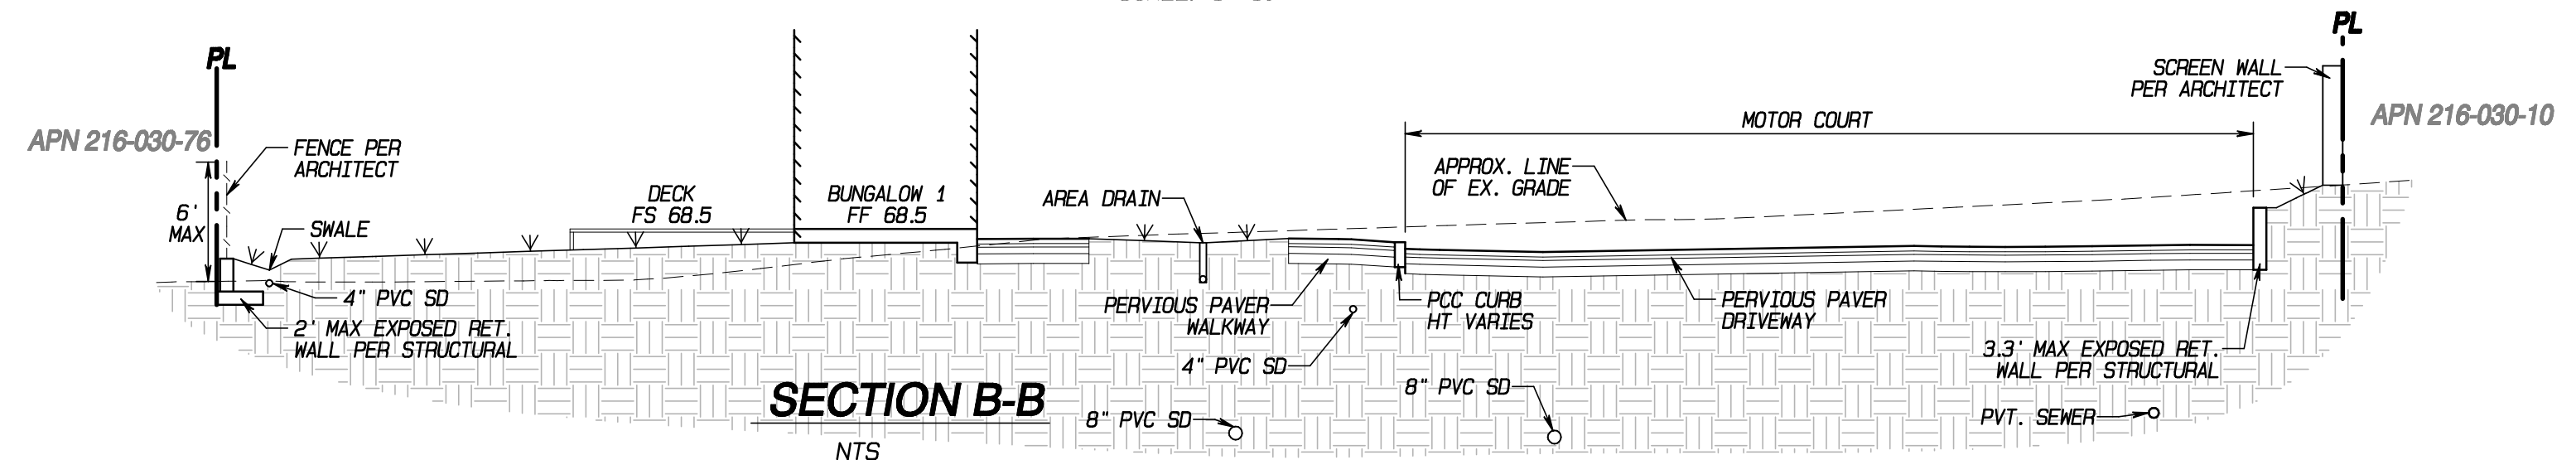 PL
PL
SCREEN WALL
PER ARCHITECT
APN 216-030-76
APN 216-030-10
MOTOR COURT
FENCE PER
ARCHITECT
APPROX. LINE
OF EX. GRADE
DECK
FS 68.5
BUNGALOW 1
FF 68.5
AREA DRAIN
6'
MAX
SWALE
4" PVC SD
2' MAX EXPOSED RET.
WALL PER STRUCTURAL
PERVIOUS PAVER
WALKWAY
PCC CURB
HT VARIES
PERVIOUS PAVER
DRIVEWAY
4" PVC SD
3.3' MAX EXPOSED RET.
WALL PER STRUCTURAL
8" PVC SD
8" PVC SD
PVT. SEWER
SECTION B-B
NTS